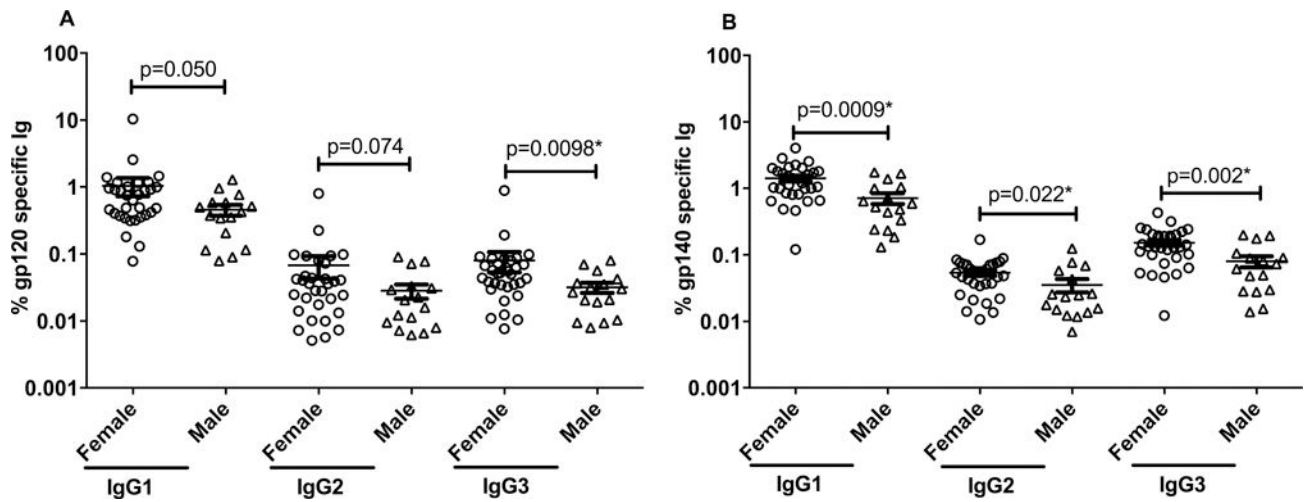 A
% gp120 specific Ig
100
10
1
0.1
0.01
0.001
p=0.050
p=0.074
p=0.0098*
Female
Male
Female
Male
Female
Male
IgG1
IgG2
IgG3
B
% gp140 specific Ig
100
10
1
0.1
0.01
0.001
p=0.0009*
p=0.022*
p=0.002*
Female
Male
Female
Male
Female
Male
IgG1
IgG2
IgG3